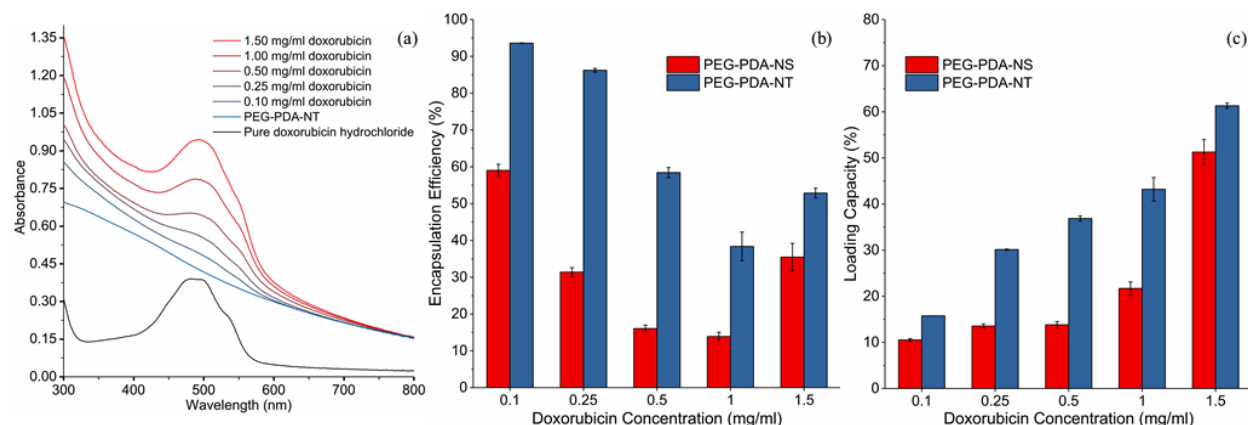 (a)
1.50 mg/ml doxorubicin
1.00 mg/ml doxorubicin
0.50 mg/ml doxorubicin
0.25 mg/ml doxorubicin
0.10 mg/ml doxorubicin
PEG-PDA-NT
Pure doxorubicin hydrochloride
Absorbance
1.35
1.20
1.05
0.90
0.75
0.60
0.45
0.30
0.15
0.00
300 400 500 600 700 800
Wavelength (nm)
(b)
PEG-PDA-NS
PEG-PDA-NT
Encapsulation Efficiency (%)
100
90
80
70
60
50
40
30
20
10
0
0.1 0.25 0.5 1 1.5
Doxorubicin Concentration (mg/ml)
(c)
PEG-PDA-NS
PEG-PDA-NT
Loading Capacity (%)
80
70
60
50
40
30
20
10
0
0.1 0.25 0.5 1 1.5
Doxorubicin Concentration (mg/ml)